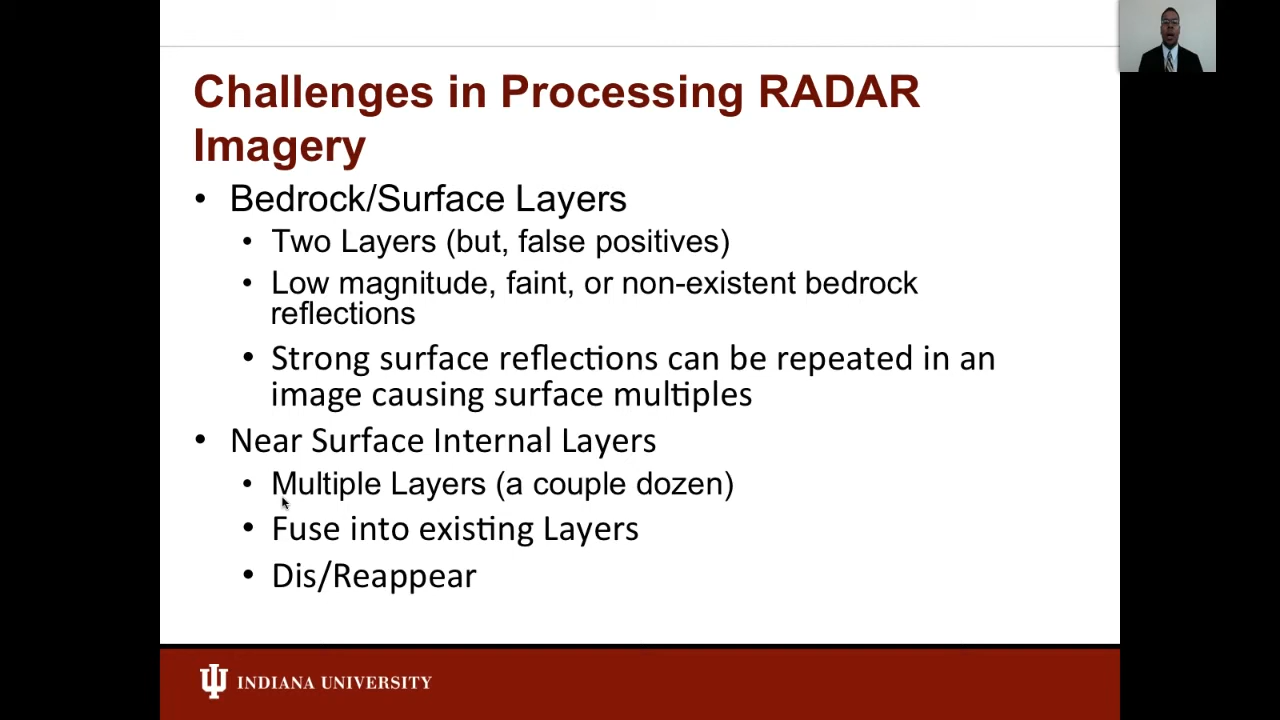 Challenges in Processing RADAR
Imagery
• Bedrock/Surface Layers
• Two Layers (but, false positives)
• Low magnitude, faint, or non-existent bedrock
reflections
• Strong surface reflections can be repeated in an
image causing surface multiples
• Near Surface Internal Layers
• Multiple Layers (a couple dozen)
• Fuse into existing Layers
• Dis/Reappear
INDIANA UNIVERSITY